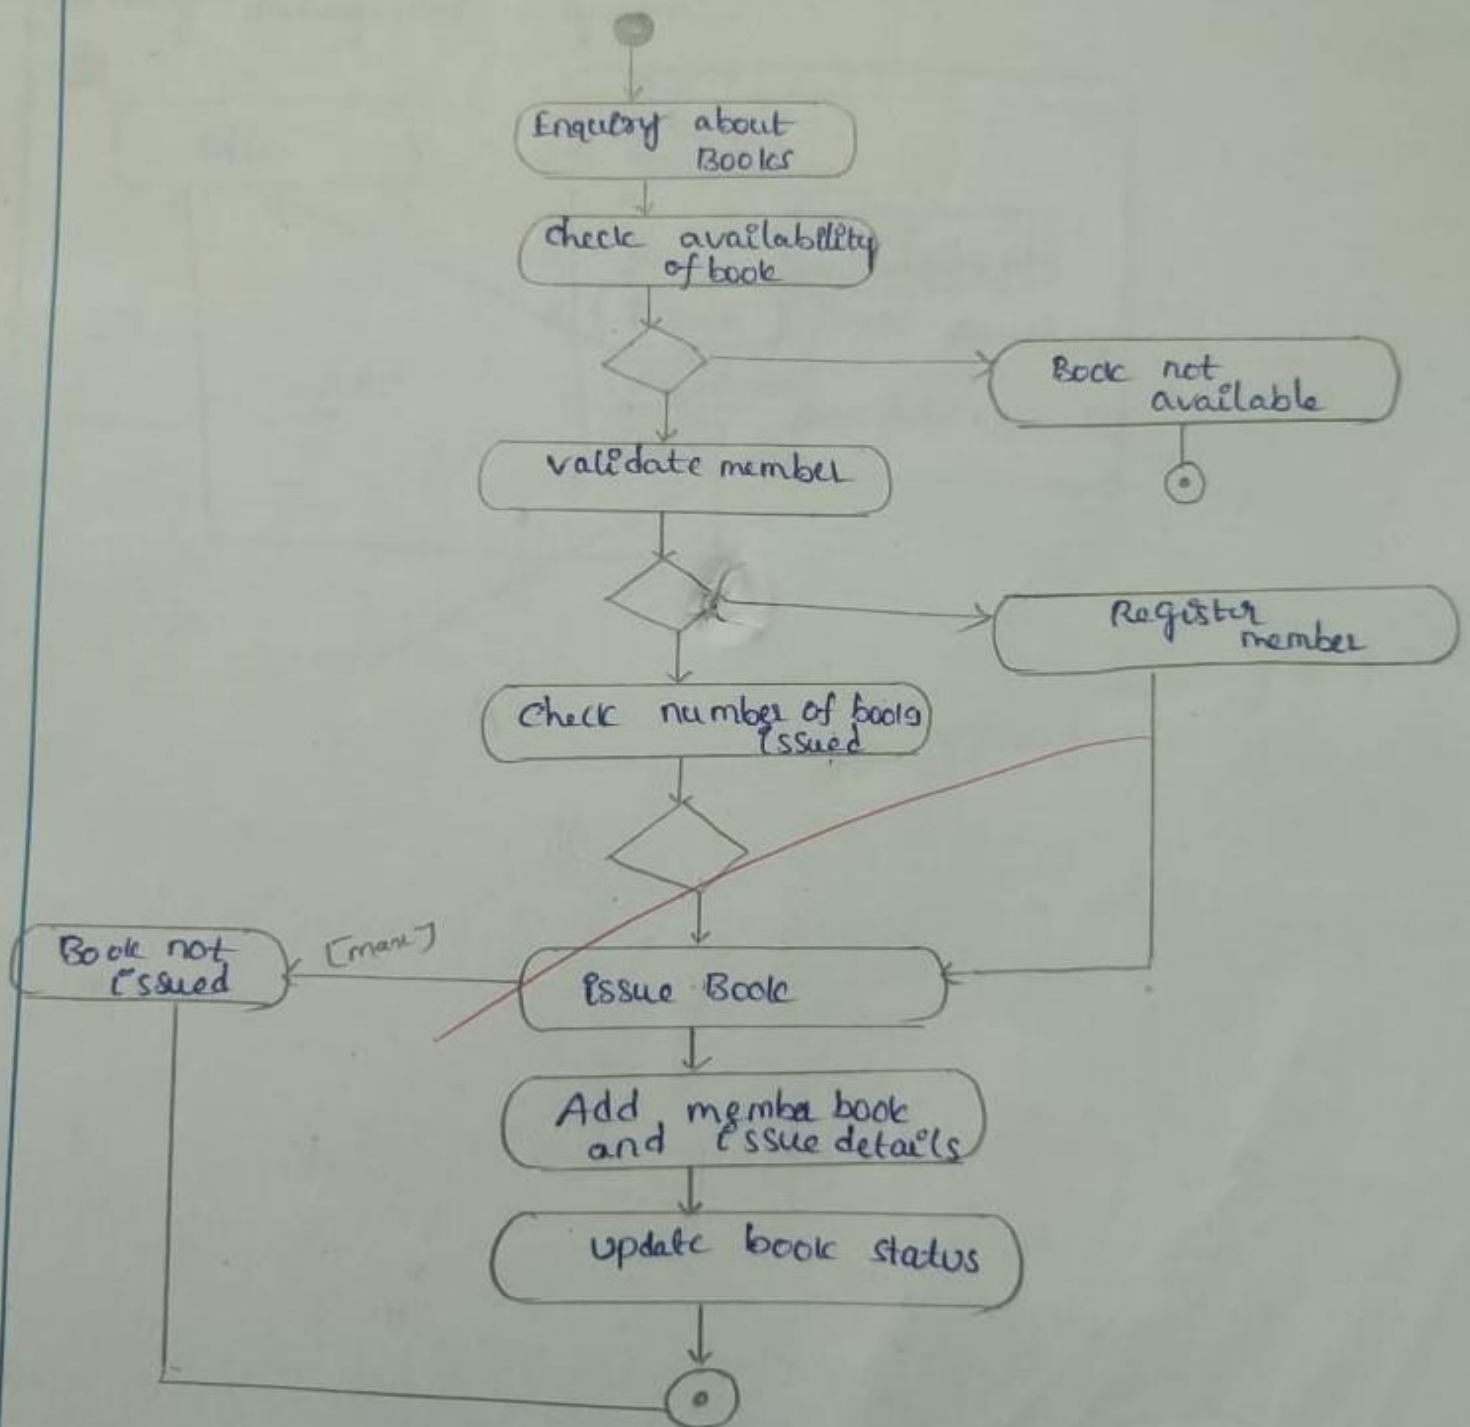 Enquiry about
Books
check availability
of book
Book not
available
validate member
Register
member
check number of books
issued
Book not
issued
issue Book
Add member book
and issue details
update book status